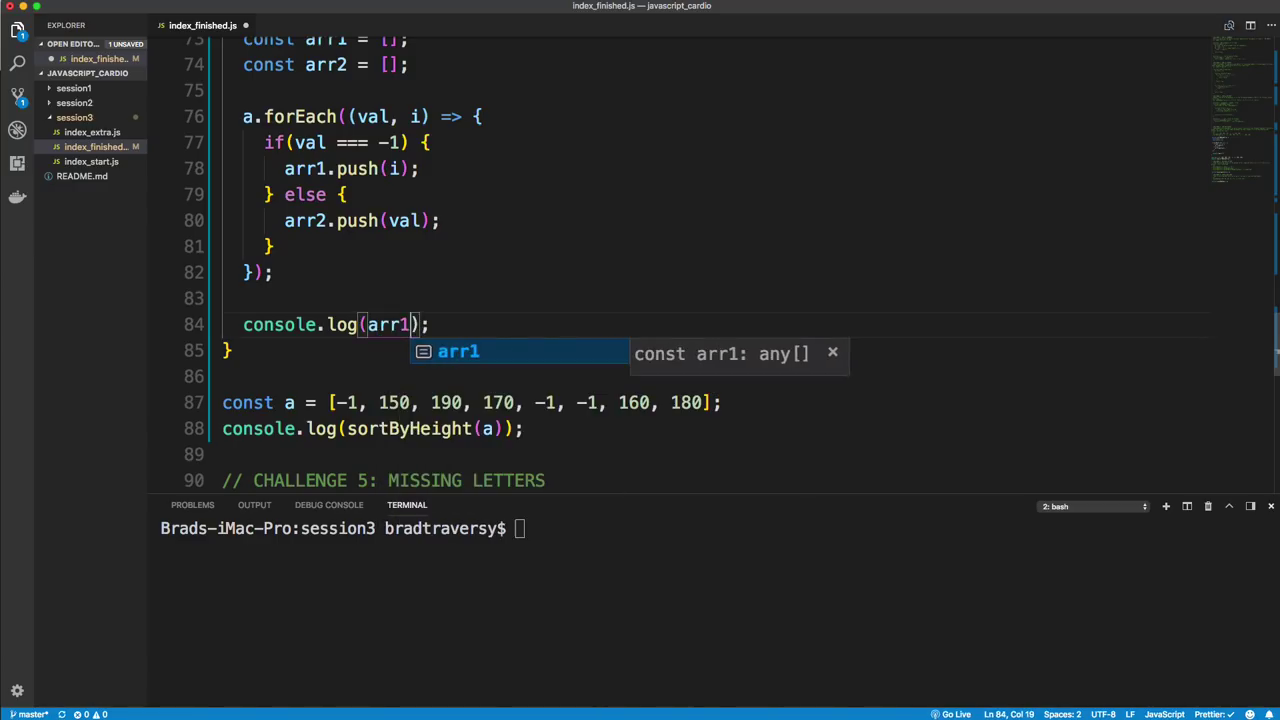 index_finished.js — javascript_cardio
EXPLORER
index_finished.js
OPEN EDITO... 1 UNSAVED
index_finishe...
JAVASCRIPT_CARDIO
session1
session2
session3
index_extra.js
index_finished...
index_start.js
README.md
73 const arr1 = [];
74 const arr2 = [];
75
76 a.forEach((val, i) => {
77 if(val === -1) {
78 arr1.push(i);
79 } else {
80 arr2.push(val);
81 }
82 });
83
84 console.log(arr1);
85 }
arr1
const arr1: any[] ×
86
87 const a = [-1, 150, 190, 170, -1, -1, 160, 180];
88 console.log(sortByHeight(a));
89
90 // CHALLENGE 5: MISSING LETTERS
PROBLEMS OUTPUT DEBUG CONSOLE TERMINAL
2: bash
Brads-iMac-Pro:session3 bradtraversy$
master* 0 0
Go Live Ln 84, Col 19 Spaces: 2 UTF-8 LF JavaScript Prettier: ✓